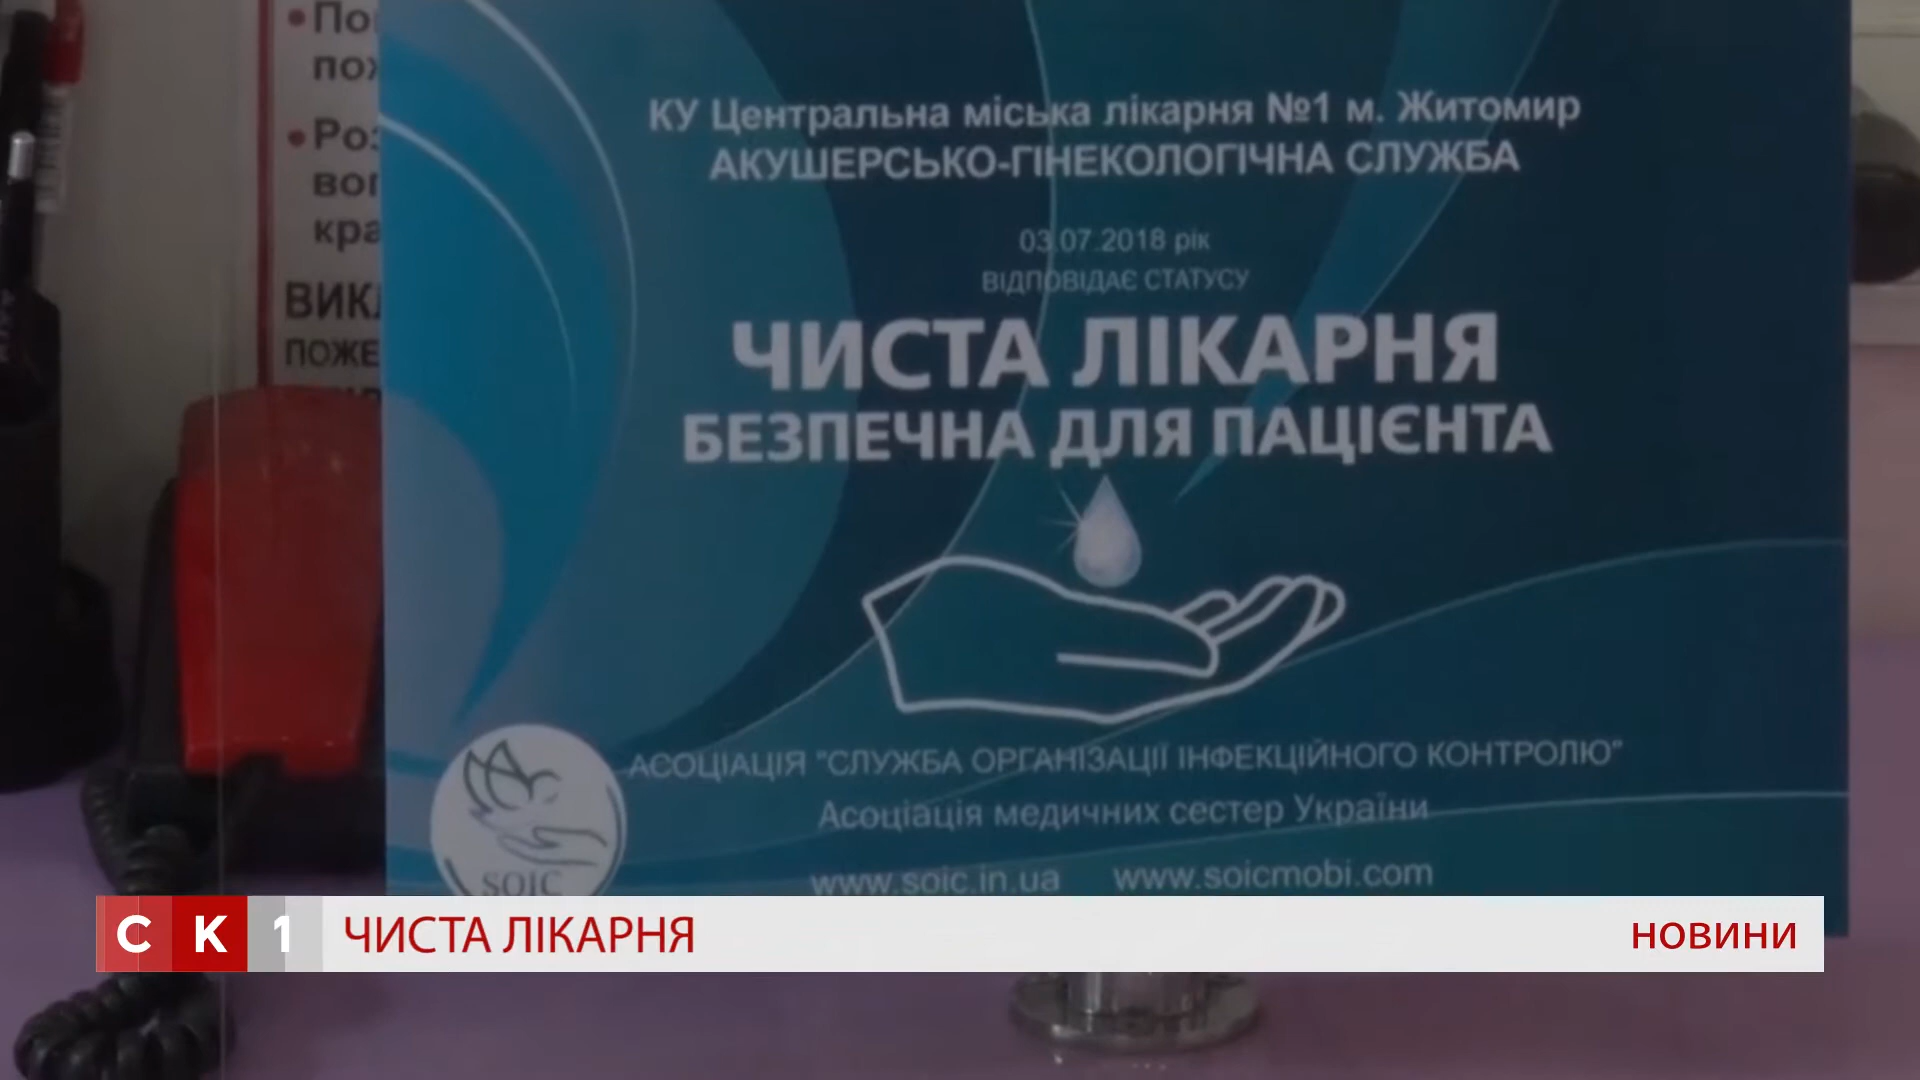 КУ Центральна міська лікарня №1 м. Житомир
АКУШЕРСЬКО-ГІНЕКОЛОГІЧНА СЛУЖБА
03.07.2018 рік
ВІДПОВІДАЄ СТАТУСУ
ЧИСТА ЛІКАРНЯ
БЕЗПЕЧНА ДЛЯ ПАЦІЄНТА
АСОЦІАЦІЯ "СЛУЖБА ОРГАНІЗАЦІЇ ІНФЕКЦІЙНОГО КОНТРОЛЮ"
Асоціація медичних сестер України
SOIC
www.soic.in.ua www.soicmobi.com
СК1 ЧИСТА ЛІКАРНЯ НОВИНИ